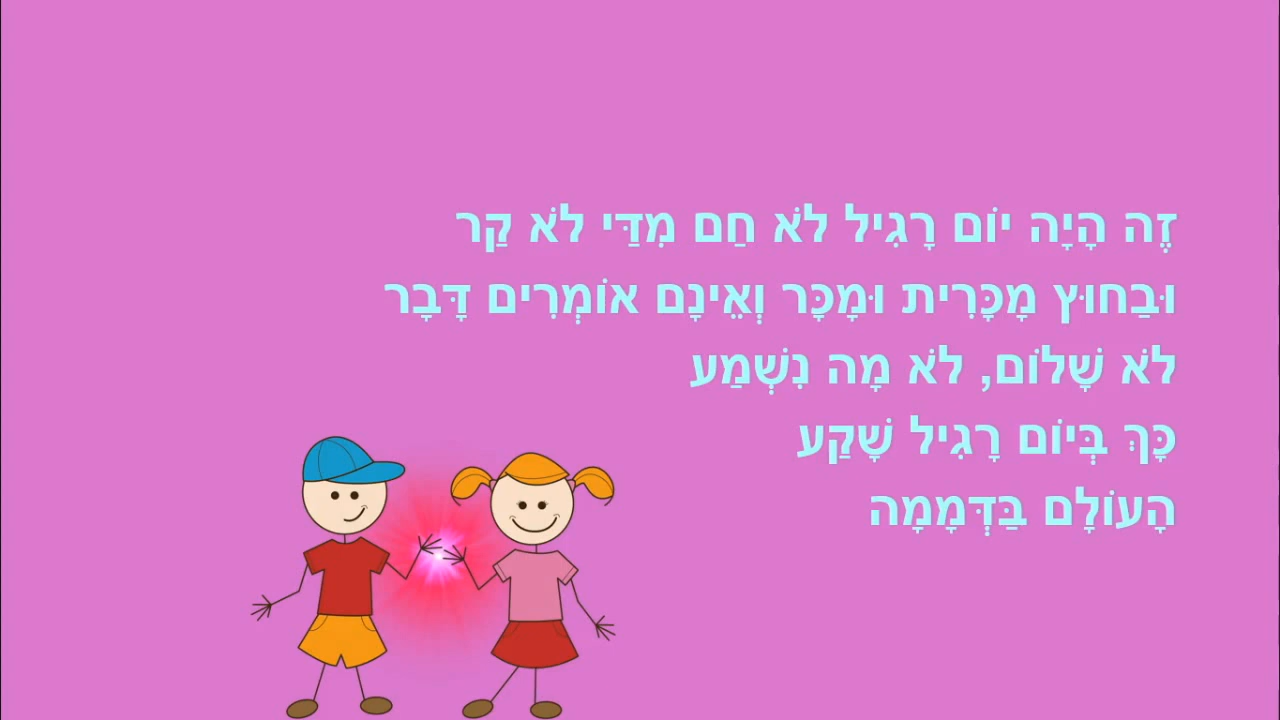 זֶה הָיָה יוֹם רָגִיל לֹא חַם מִדַּי לֹא קַר
וּבַחוּץ מָכָּרִית וּמָכָּר וְאֵינָם אוֹמְרִים דָּבָר
לֹא שָׁלוֹם, לֹא מָה נִשְׁמַע
כָּךְ בְּיוֹם רָגִיל שָׁקַע
הָעוֹלָם בַּדְּמָמָה